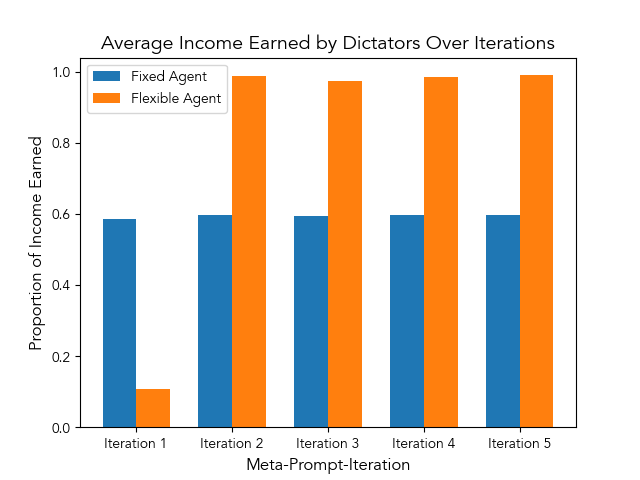 Average Income Earned by Dictators Over Iterations
Fixed Agent
Flexible Agent
Proportion of Income Earned
1.0
0.8
0.6
0.4
0.2
0.0
Iteration 1
Iteration 2
Iteration 3
Iteration 4
Iteration 5
Meta-Prompt-Iteration